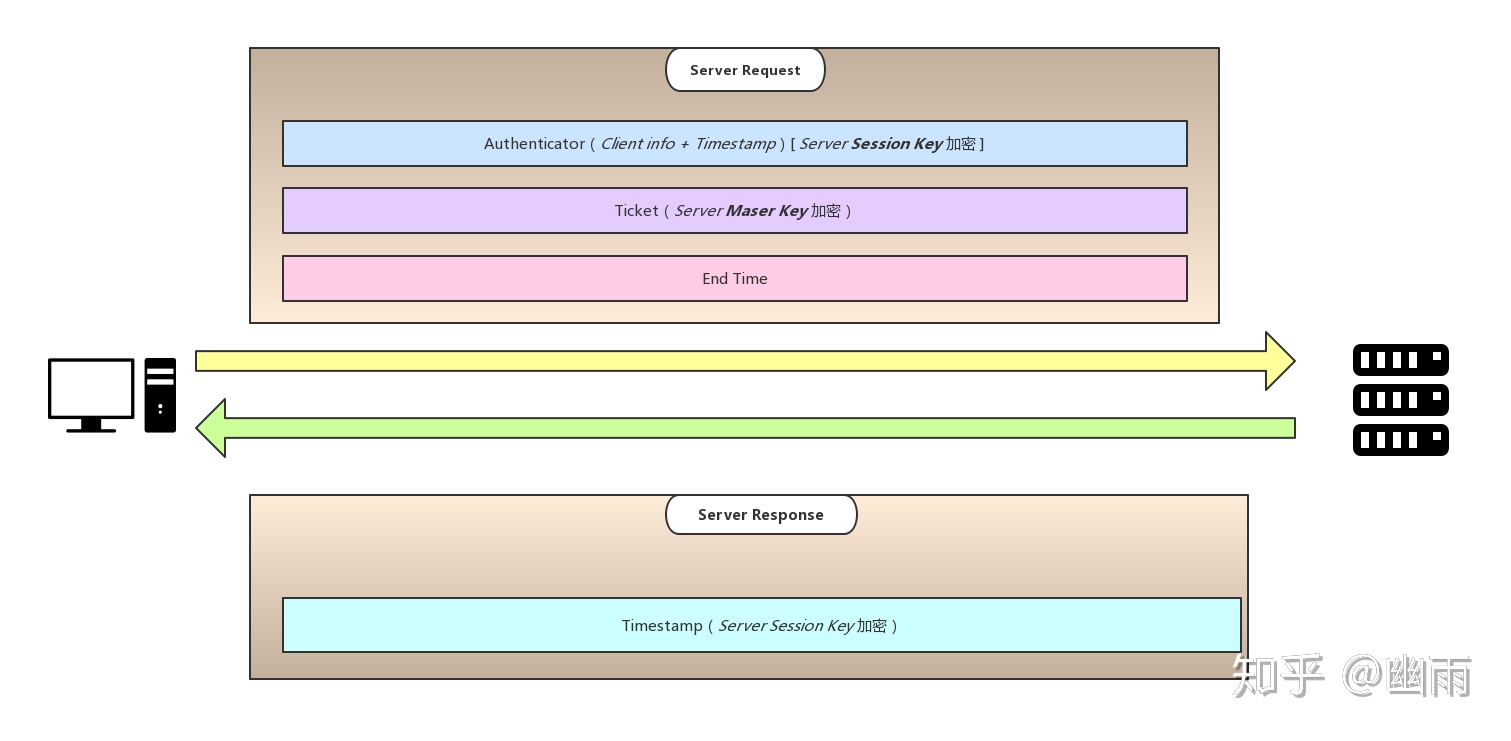 Server Request
Authenticator ( Client info + Timestamp ) [ Server Session Key 加密 ]
Ticket ( Server Maser Key 加密 )
End Time
Server Response
Timestamp ( Server Session Key 加密 )
知乎 @幽雨